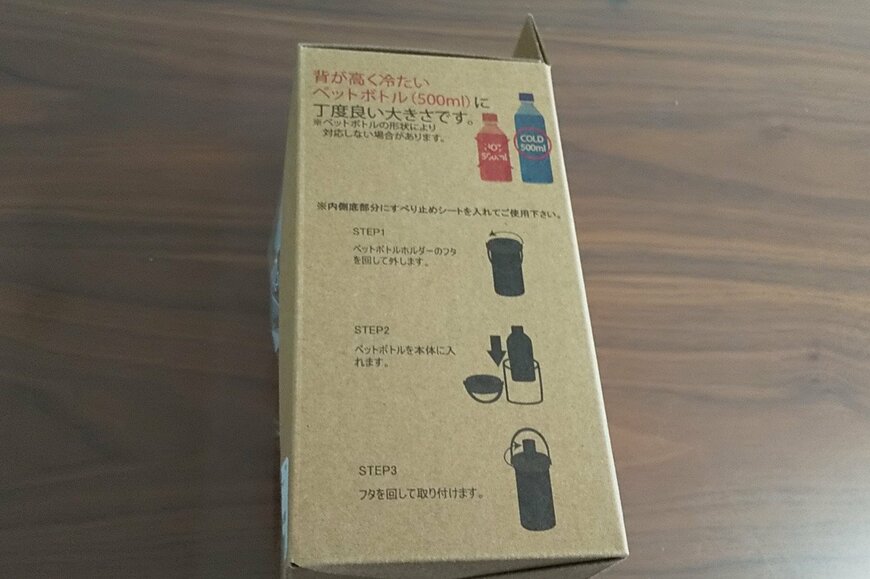 背が高く冷たい
ペットボトル(500ml)に
丁度良い大きさです。
※ペットボトルの形状により
対応しない場合があります。
HOT
500ml
COLD
500ml
※内側底部分にすべり止めシートを入れてご使用下さい。
STEP1
ペットボトルホルダーのフタ
を回して外します。
STEP2
ペットボトルを本体に入
れます。
STEP3
フタを回して取り付けます。